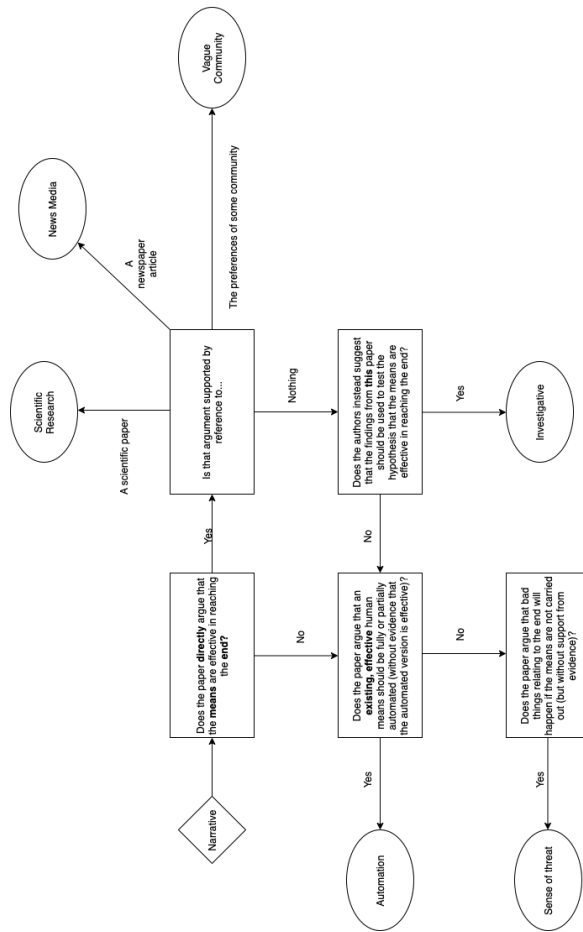 Narrative
Does the paper directly argue that
the means are effective in reaching
the end?
Yes
Is that argument supported by
reference to...
A scientific paper
Scientific
Research
A
newspaper
article
News Media
The preferences of some community
Vague
Community
No
Nothing
Does the paper argue that an
existing, effective human
means should be fully or partially
automated (without evidence that
the automated version is effective)?
No
Does the authors instead suggest
that the findings from this paper
should be used to test the
hypothesis that the means are
effective in reaching the end?
Yes
Automation
No
Yes
Investigative
Does the paper argue that bad
things relating to the end will
happen if the means are not carried
out (but without support from
evidence)?
Yes
Sense of threat